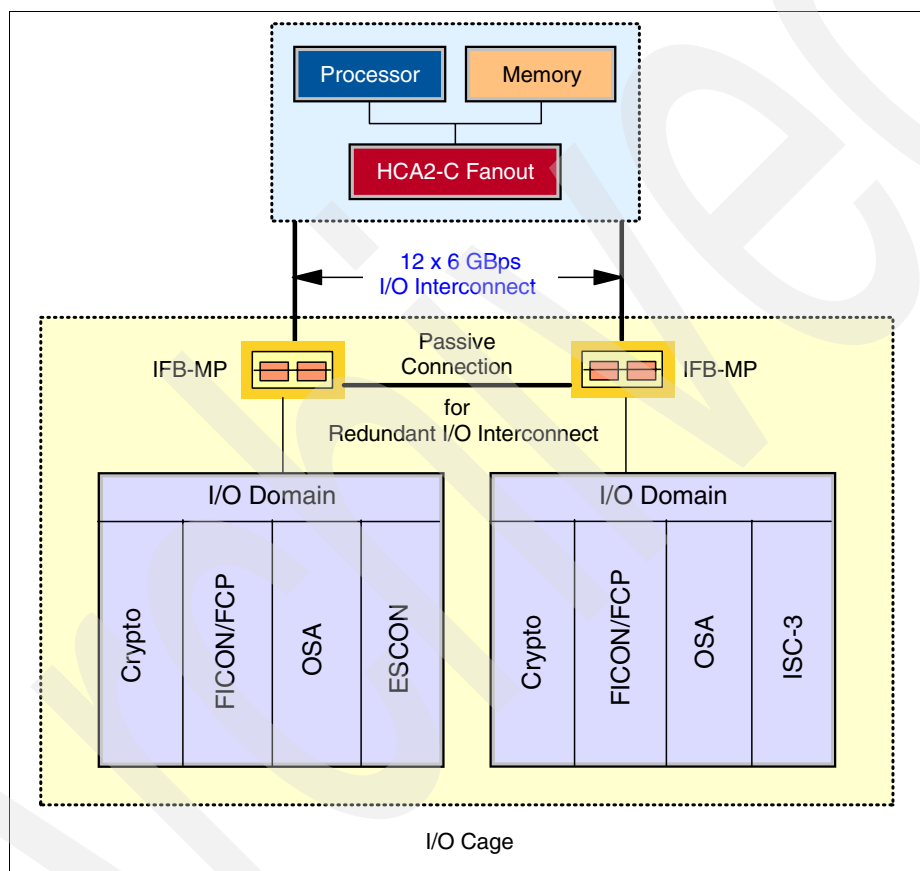 Processor
Memory
HCA2-C Fanout
12 x 6 GBps
I/O Interconnect
IFB-MP
Passive
Connection
IFB-MP
for
Redundant I/O Interconnect
I/O Domain
I/O Domain
Crypto
FICON/FCP
OSA
ESCON
Crypto
FICON/FCP
OSA
ISC-3
I/O Cage